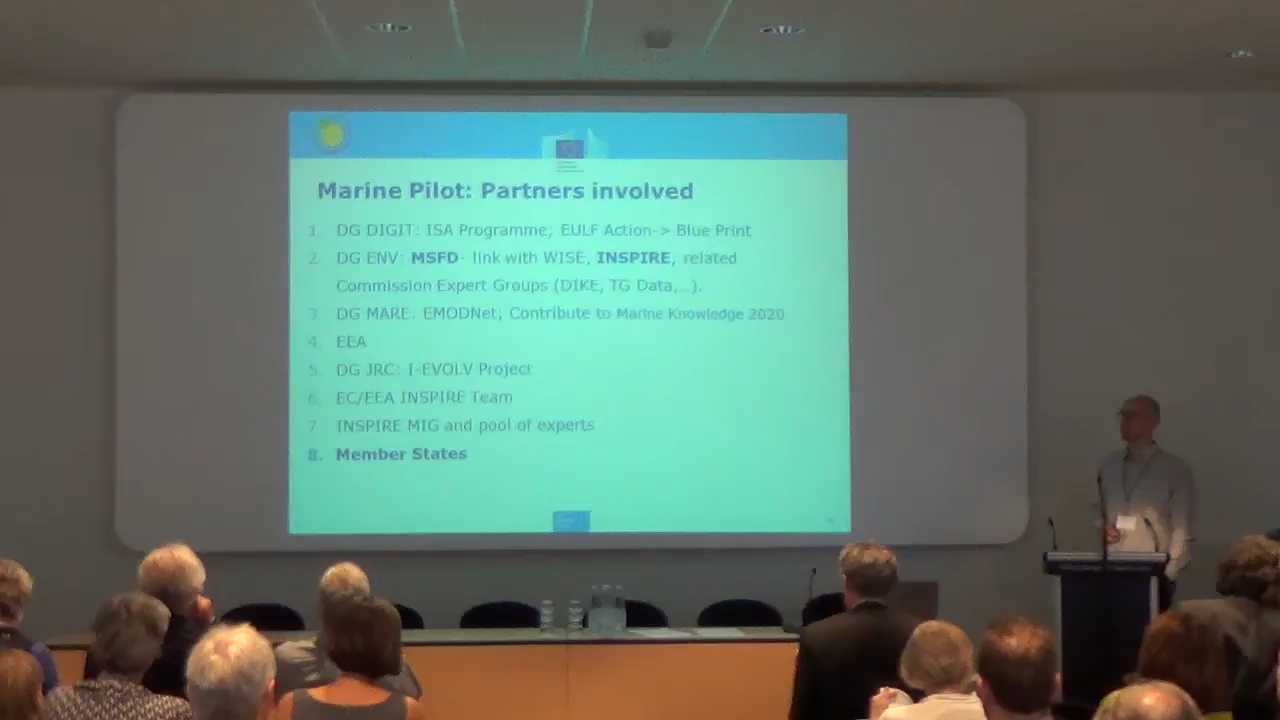 Marine Pilot: Partners involved
1. DG DIGIT: ISA Programme; EULF Action-> Blue Print
2. DG ENV: MSFD- link with WISE, INSPIRE, related
Commission Expert Groups (DIKE, TG Data,…).
3. DG MARE: EMODNet; Contribute to Marine Knowledge 2020
4. EEA
5. DG JRC: I-EVOLV Project
6. EC/EEA INSPIRE Team
7. INSPIRE MIG and pool of experts
8. Member States